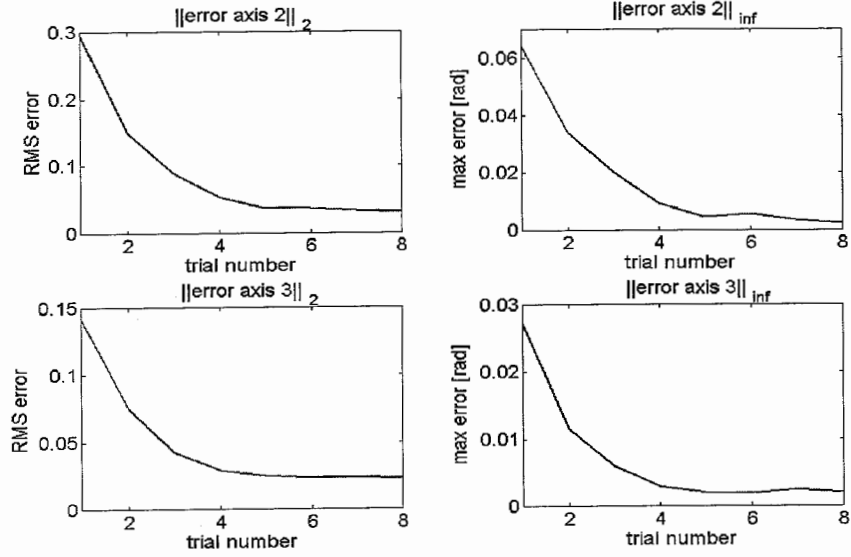 ||error axis 2||2
0.3
0.2
0.1
0
RMS error
2 4 6 8
trial number
||error axis 2||inf
0.06
0.04
0.02
0
max error [rad]
2 4 6 8
trial number
||error axis 3||2
0.15
0.1
0.05
0
RMS error
2 4 6 8
trial number
||error axis 3||inf
0.03
0.02
0.01
0
max error [rad]
2 4 6 8
trial number